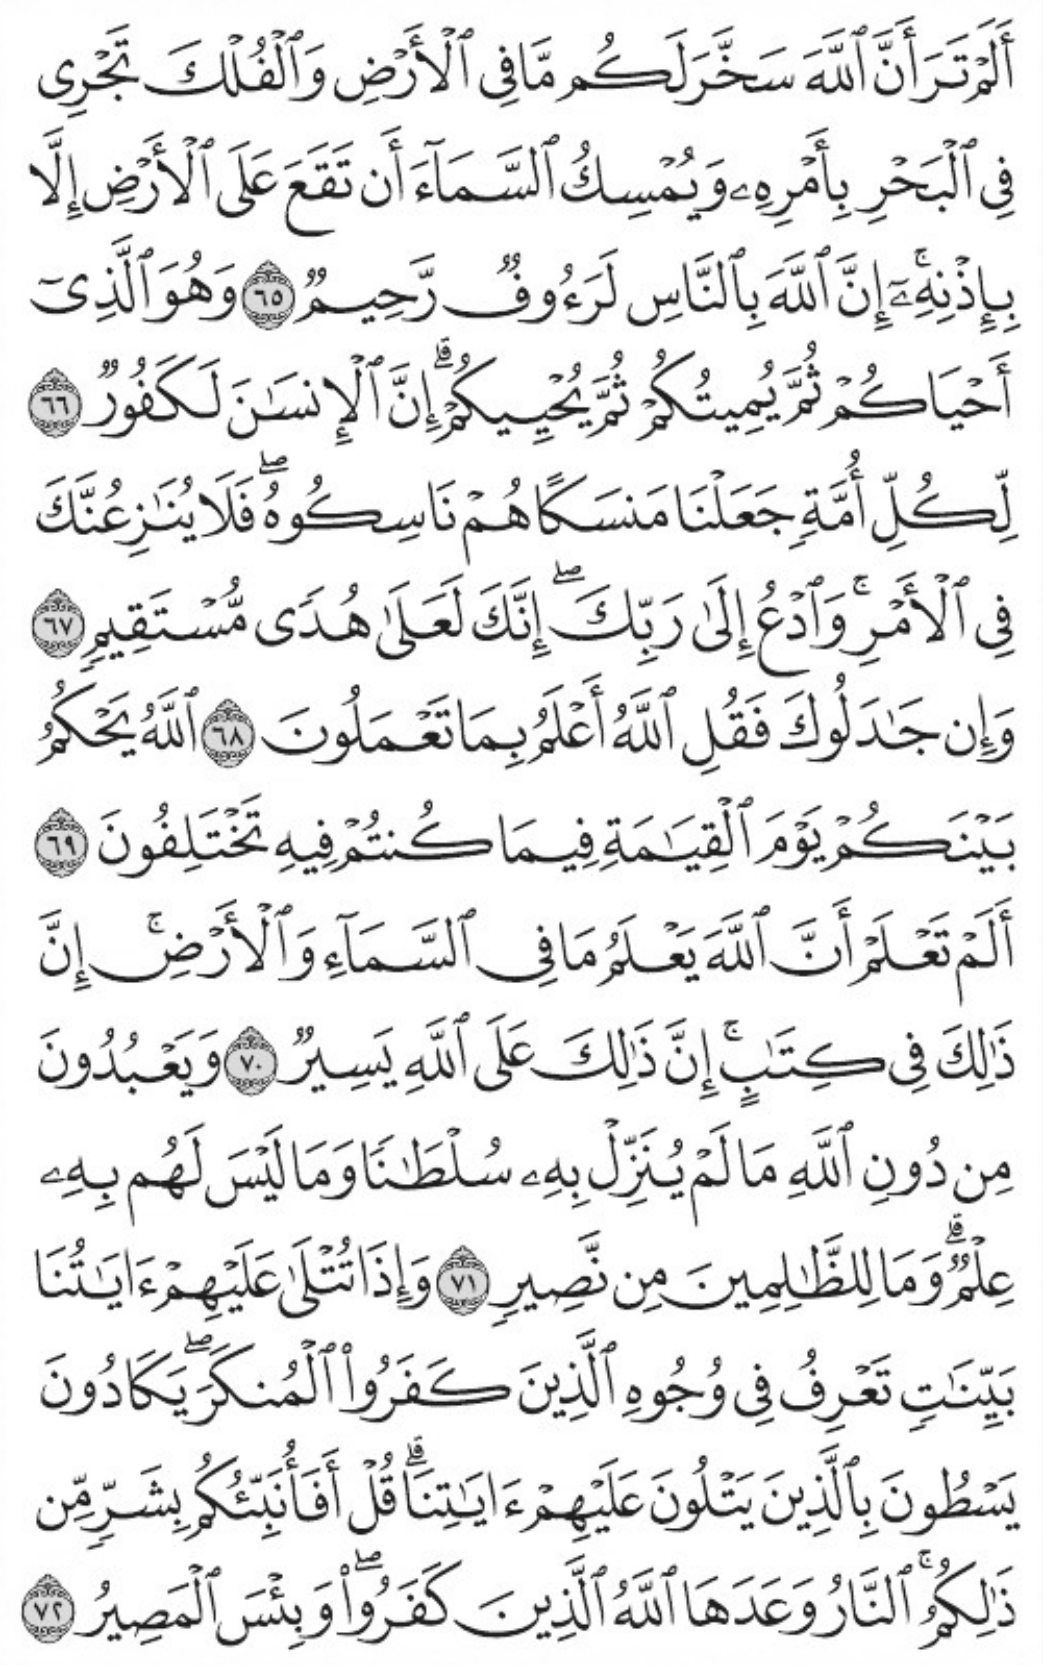 أَلَمْ تَرَ أَنَّ ٱللَّهَ سَخَّرَ لَكُم مَّا فِى ٱلْأَرْضِ وَٱلْفُلْكَ تَجْرِى
فِى ٱلْبَحْرِ بِأَمْرِهِۦ وَيُمْسِكُ ٱلسَّمَآءَ أَن تَقَعَ عَلَى ٱلْأَرْضِ إِلَّا
بِإِذْنِهِۦٓ ۚ إِنَّ ٱللَّهَ بِٱلنَّاسِ لَرَءُوفٌ رَّحِيمٌ ٦٥ وَهُوَ ٱلَّذِىٓ
أَحْيَاكُمْ ثُمَّ يُمِيتُكُمْ ثُمَّ يُحْيِيكُمْ ۗ إِنَّ ٱلْإِنسَـٰنَ لَكَفُورٌ ٦٦
لِّكُلِّ أُمَّةٍ جَعَلْنَا مَنسَكًا هُمْ نَاسِكُوهُ ۖ فَلَا يُنَـٰزِعُنَّكَ
فِى ٱلْأَمْرِ ۚ وَٱدْعُ إِلَىٰ رَبِّكَ ۖ إِنَّكَ لَعَلَىٰ هُدًى مُّسْتَقِيمٍ ٦٧
وَإِن جَـٰدَلُوكَ فَقُلِ ٱللَّهُ أَعْلَمُ بِمَا تَعْمَلُونَ ٦٨ ٱللَّهُ يَحْكُمُ
بَيْنَكُمْ يَوْمَ ٱلْقِيَـٰمَةِ فِيمَا كُنتُمْ فِيهِ تَخْتَلِفُونَ ٦٩
أَلَمْ تَعْلَمْ أَنَّ ٱللَّهَ يَعْلَمُ مَا فِى ٱلسَّمَآءِ وَٱلْأَرْضِ ۗ إِنَّ
ذَٰلِكَ فِى كِتَـٰبٍ ۚ إِنَّ ذَٰلِكَ عَلَى ٱللَّهِ يَسِيرٌ ٧٠ وَيَعْبُدُونَ
مِن دُونِ ٱللَّهِ مَا لَمْ يُنَزِّلْ بِهِۦ سُلْطَـٰنًا وَمَا لَيْسَ لَهُم بِهِۦ
عِلْمٌ ۗ وَمَا لِلظَّـٰلِمِينَ مِن نَّصِيرٍ ٧١ وَإِذَا تُتْلَىٰ عَلَيْهِمْ ءَايَـٰتُنَا
بَيِّنَـٰتٍ تَعْرِفُ فِى وُجُوهِ ٱلَّذِينَ كَفَرُوا۟ ٱلْمُنكَرَ ۖ يَكَادُونَ
يَسْطُونَ بِٱلَّذِينَ يَتْلُونَ عَلَيْهِمْ ءَايَـٰتِنَا ۗ قُلْ أَفَأُنَبِّئُكُم بِشَرٍّ مِّن
ذَٰلِكُمُ ۚ ٱلنَّارُ وَعَدَهَا ٱللَّهُ ٱلَّذِينَ كَفَرُوا۟ ۖ وَبِئْسَ ٱلْمَصِيرُ ٧٢